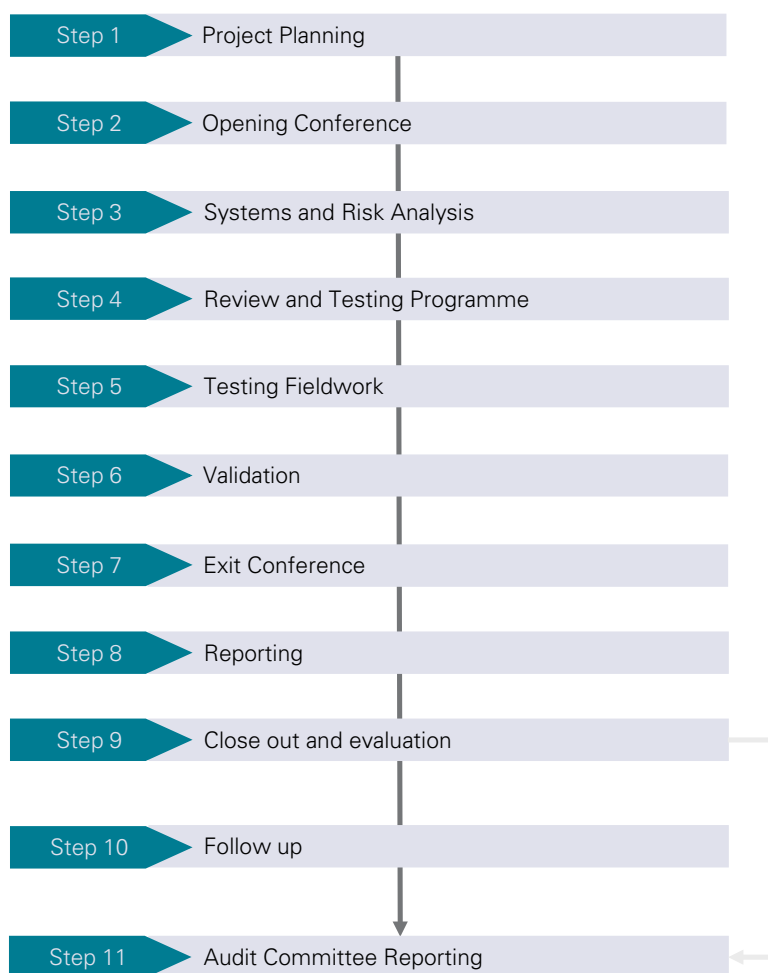 Step 1 Project Planning
Step 2 Opening Conference
Step 3 Systems and Risk Analysis
Step 4 Review and Testing Programme
Step 5 Testing Fieldwork
Step 6 Validation
Step 7 Exit Conference
Step 8 Reporting
Step 9 Close out and evaluation
Step 10 Follow up
Step 11 Audit Committee Reporting